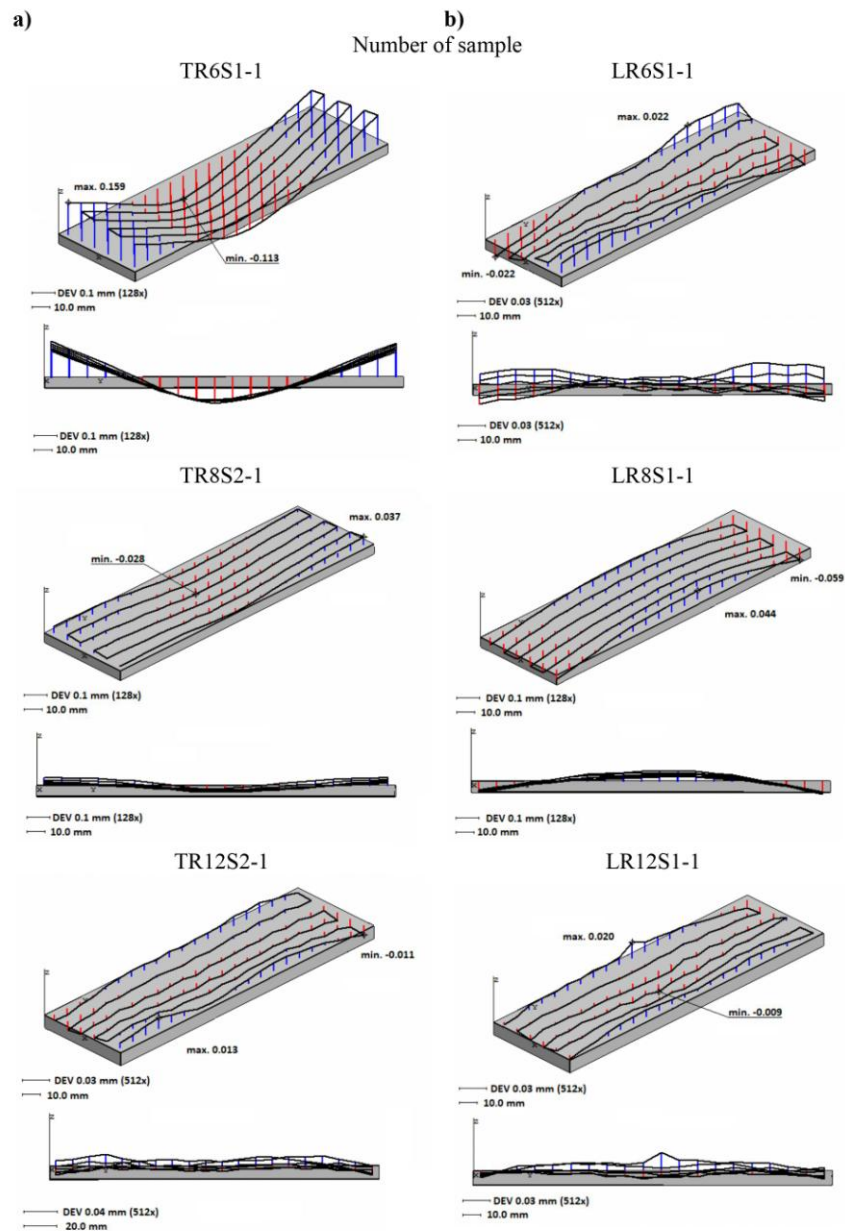 a)
b)
Number of sample
TR6S1-1
LR6S1-1
Z
max. 0.159
X
min. -0.113
DEV 0.1 mm (128x)
10.0 mm
max. 0.022
Z
Y
X
min. -0.022
DEV 0.03 (512x)
10.0 mm
Z
X
Y
DEV 0.1 mm (128x)
10.0 mm
Z
X
Y
DEV 0.03 (512x)
10.0 mm
TR8S2-1
LR8S1-1
max. 0.037
min. -0.028
Z
Y
X
DEV 0.1 mm (128x)
10.0 mm
Z
Y
X
min. -0.059
max. 0.044
DEV 0.1 mm (128x)
10.0 mm
Z
X
Y
DEV 0.1 mm (128x)
10.0 mm
Z
X
Y
DEV 0.1 mm (128x)
10.0 mm
TR12S2-1
LR12S1-1
Z
Y
X
min. -0.011
max. 0.013
DEV 0.03 mm (512x)
10.0 mm
max. 0.020
Z
Y
X
min. -0.009
DEV 0.03 mm (512x)
10.0 mm
Z
X
Y
DEV 0.04 mm (512x)
20.0 mm
Z
X
Y
DEV 0.03 mm (512x)
10.0 mm